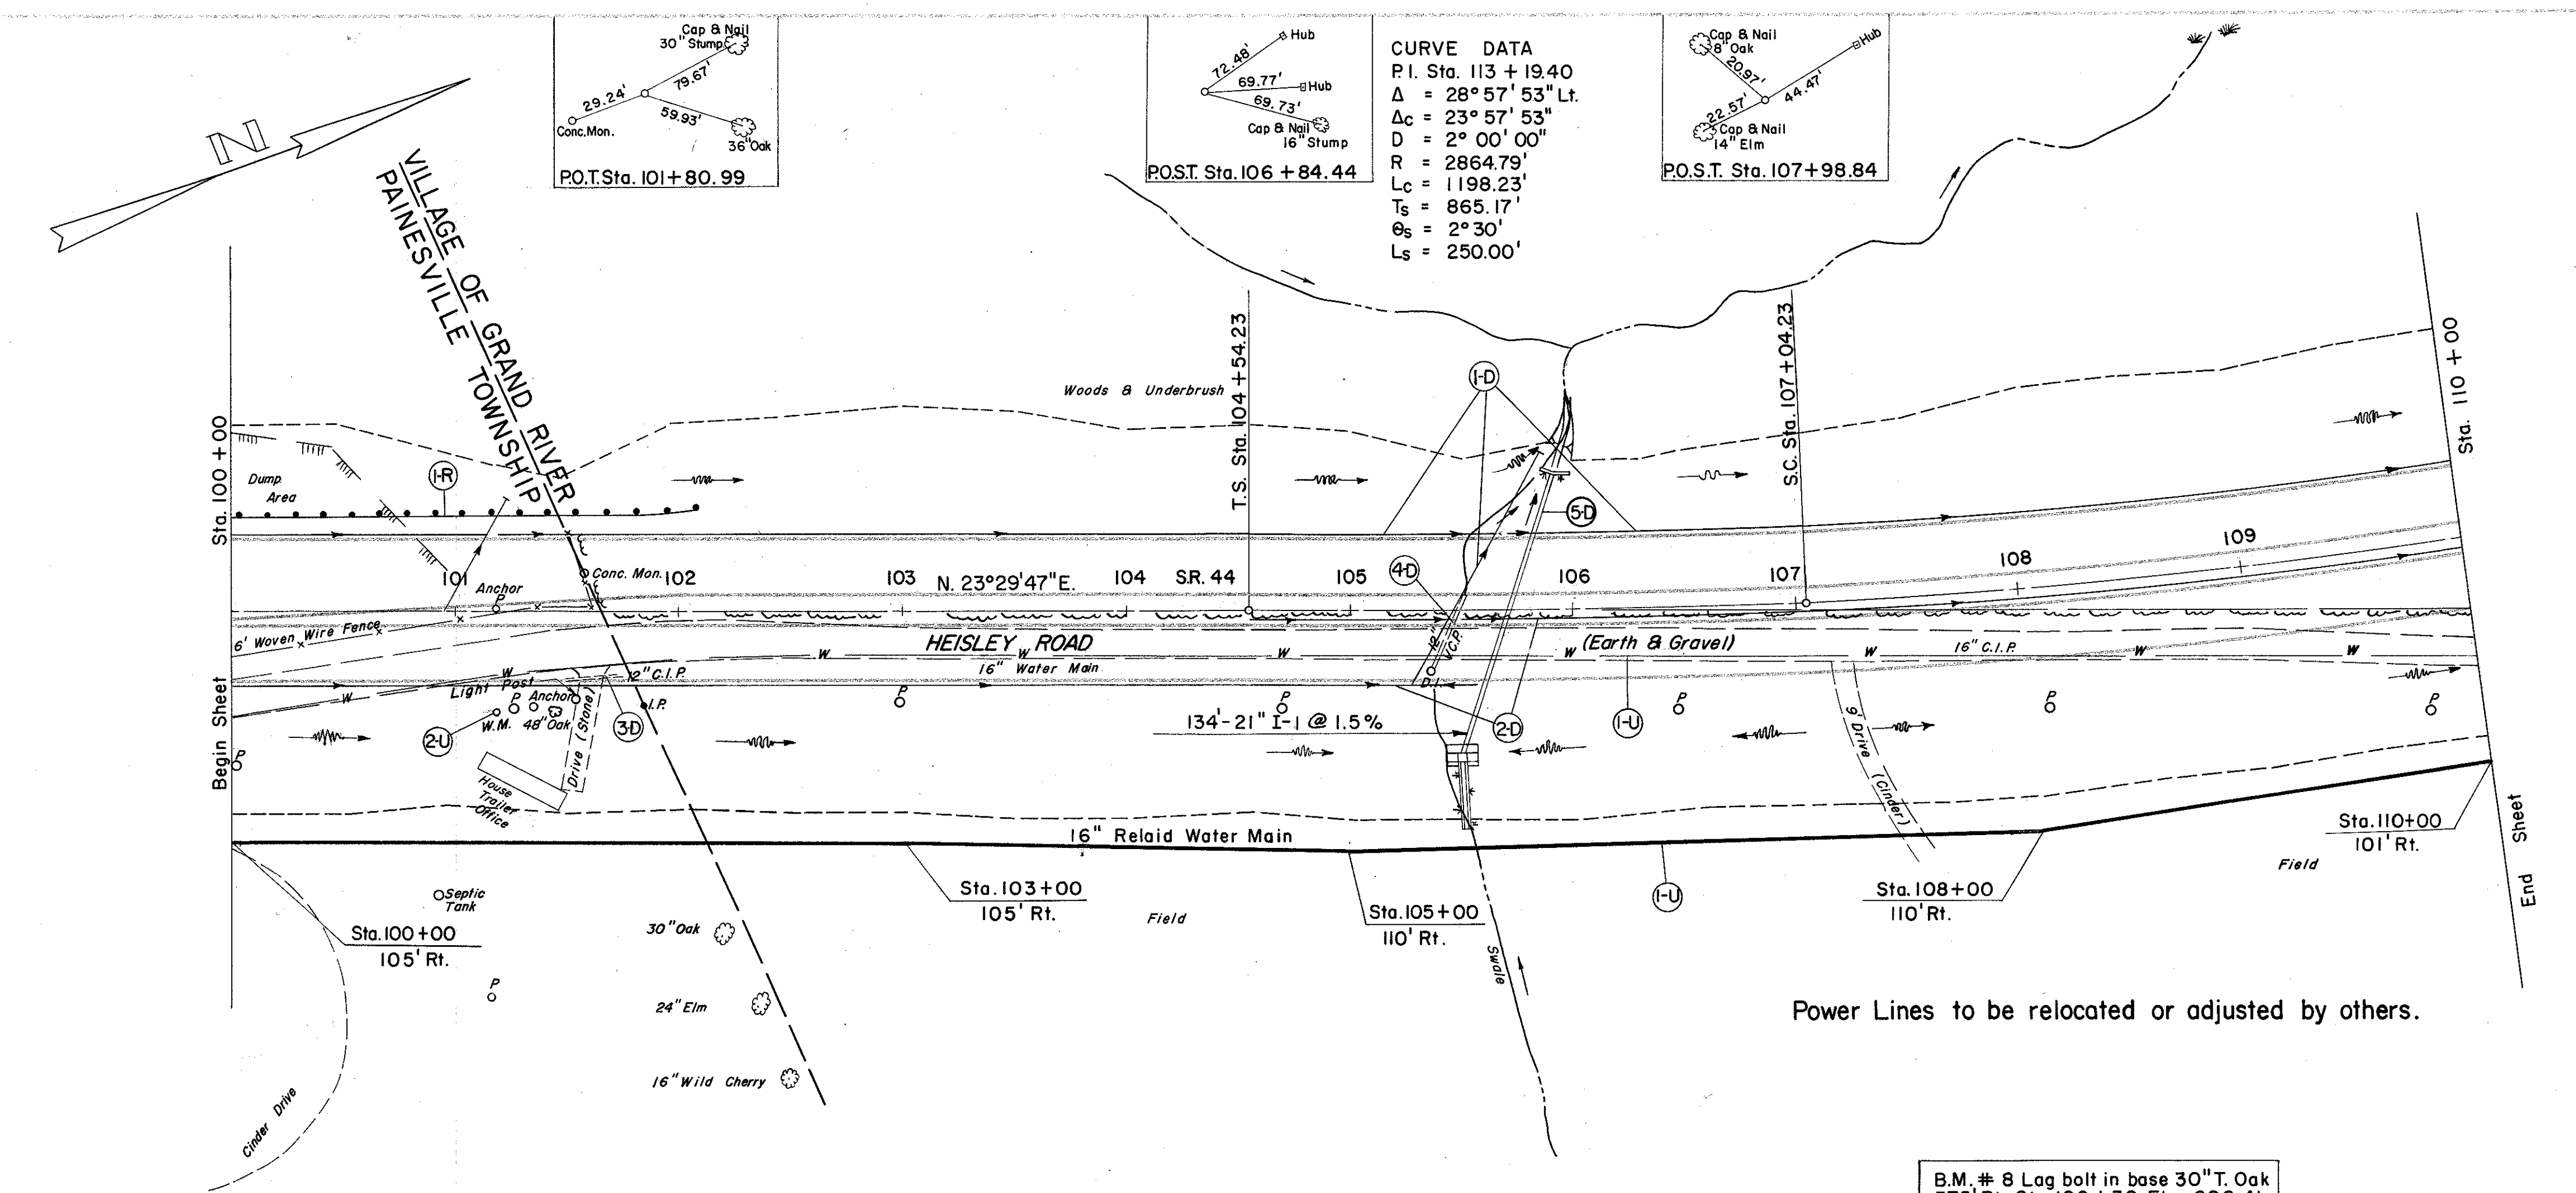 Cap & Nail
30" Stump
79.67'
29.24'
59.93'
Conc. Mon.
36" Oak
P.O.T. Sta. 101+80.99
Hub
72.48'
69.77'
Hub
69.73'
Cap & Nail
16" Stump
P.O.S.T. Sta. 106 + 84.44
CURVE DATA
P.I. Sta. 113 + 19.40
Δ = 28° 57' 53" Lt.
Δc = 23° 57' 53"
D = 2° 00' 00"
R = 2864.79'
Lc = 1198.23'
Ts = 865.17'
Θs = 2° 30'
Ls = 250.00'
Cap & Nail
8" Oak
Hub
20.97'
44.47'
22.57'
Cap & Nail
14" Elm
P.O.S.T. Sta. 107+98.84
N
VILLAGE OF GRAND RIVER
PAINESVILLE TOWNSHIP
Sta. 100 + 00
Begin Sheet
T.S. Sta. 104 + 54.23
S.C. Sta. 107 + 04.23
Sta. 110 + 00
End Sheet
Woods & Underbrush
1-D
Dump
Area
1-R
5-D
4-D
101
Conc. Mon.
102
103
N. 23°29'47"E.
104
S.R. 44
105
106
107
108
109
Anchor
P
6' Woven Wire Fence
HEISLEY ROAD
(Earth & Gravel)
12" V.C.P.
W
W
W
W
W
W
W
W
W
16" Water Main
16" C.I.P.
12" C.I.P.
Light Post
P
Anchor
W.M.
48" Oak
Drive (Stone)
I.P.
3-D
2-U
D.I.
P
P
P
P
P
P
134'-21" I-1 @ 1.5%
2-D
1-U
9' Drive (Cinder)
House
Trailer
Office
16" Relaid Water Main
Sta. 110+00
101' Rt.
Field
Septic
Tank
Sta. 103+00
105' Rt.
Field
Sta. 105+00
110' Rt.
1-U
Sta. 108+00
110' Rt.
Sta. 100+00
105' Rt.
30" Oak
P
24" Elm
Swale
Power Lines to be relocated or adjusted by others.
16" Wild Cherry
Cinder Drive
B.M. # 8 Lag bolt in base 30" T. Oak